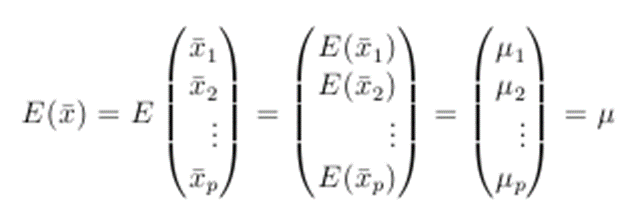 E(x̄) = E (x̄₁ x̄₂ ⋮ x̄ₚ) = (E(x̄₁) E(x̄₂) ⋮ E(x̄ₚ)) = (μ₁ μ₂ ⋮ μₚ) = μ